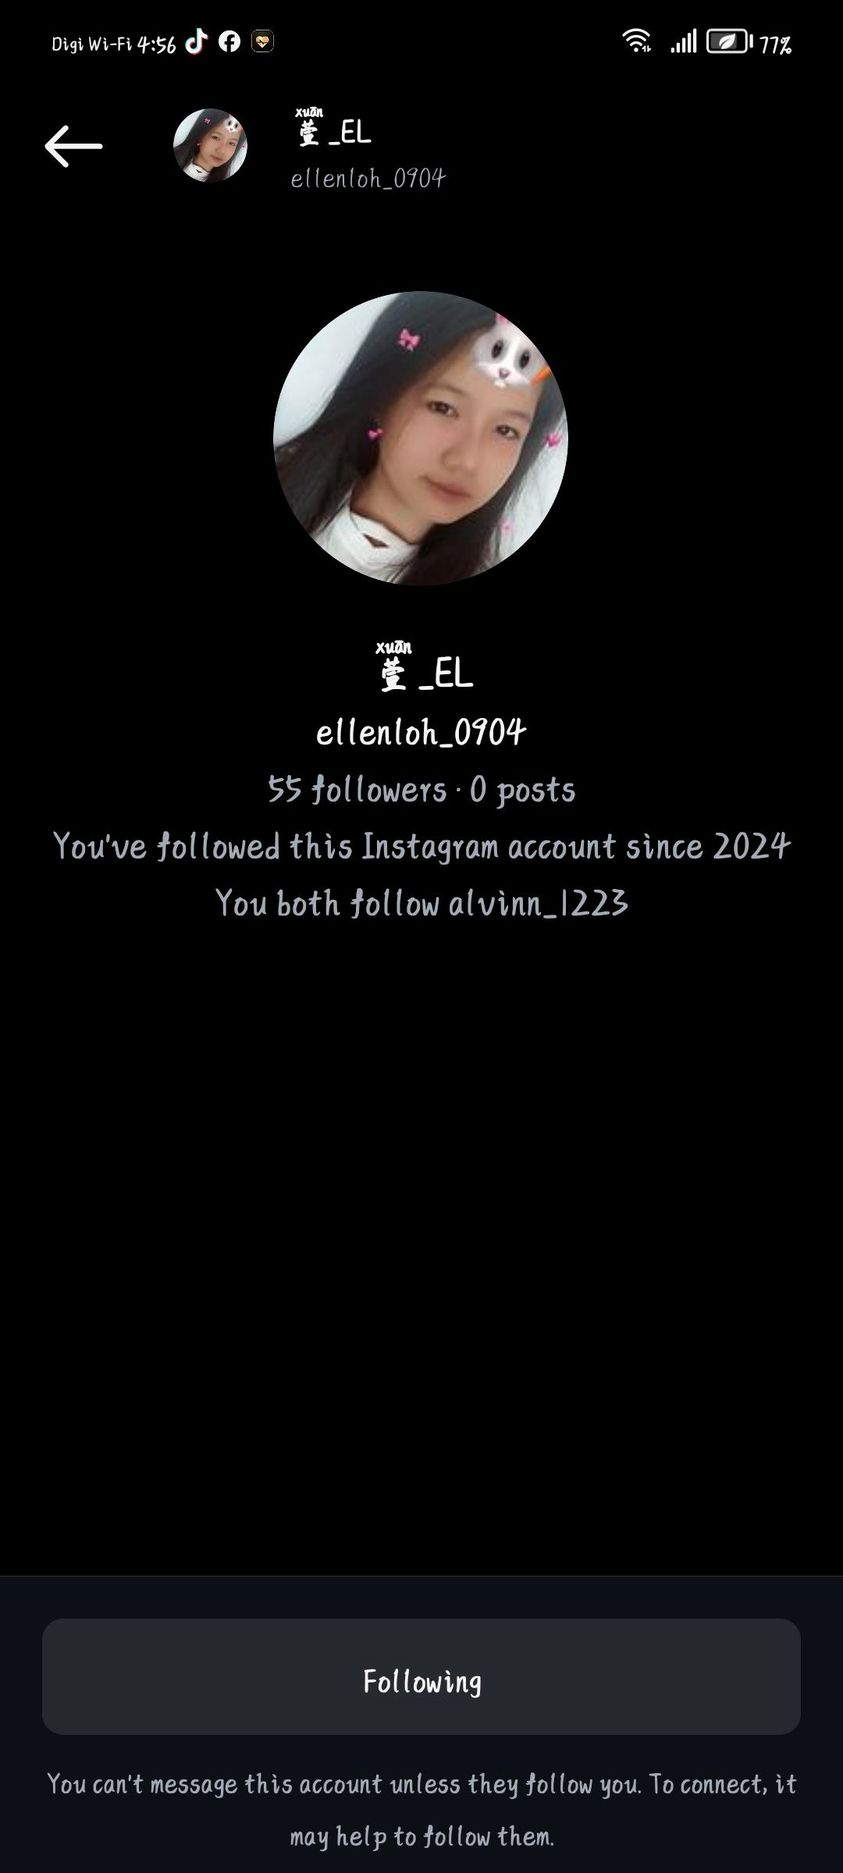 Digi Wi-Fi 4:56 77%
xuān
萱_EL
ellenloh_0904
xuān
萱_EL
ellenloh_0904
55 followers · 0 posts
You've followed this Instagram account since 2024
You both follow alvinn_1223
Following
You can't message this account unless they follow you. To connect, it
may help to follow them.